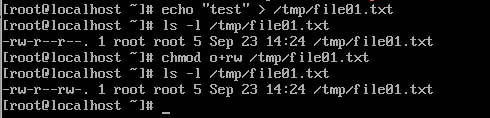 [root@localhost ~]# echo "test" > /tmp/file01.txt
[root@localhost ~]# ls -l /tmp/file01.txt
-rw-r--r--. 1 root root 5 Sep 23 14:24 /tmp/file01.txt
[root@localhost ~]# chmod o+rw /tmp/file01.txt
[root@localhost ~]# ls -l /tmp/file01.txt
-rw-r--rw-. 1 root root 5 Sep 23 14:24 /tmp/file01.txt
[root@localhost ~]# _